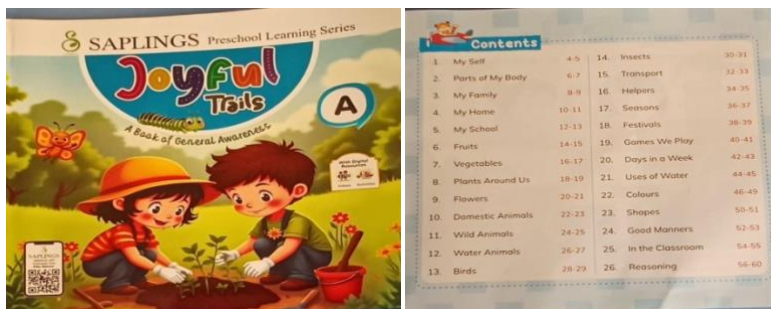 SAPLINGS Preschool Learning Series
Joyful
Trails
A Book of General Awareness
A
With Digital
Resources
SAPLINGS
Contents
1. My Self 4-5
2. Parts of My Body 6-7
3. My Family 8-9
4. My Home 10-11
5. My School 12-13
6. Fruits 14-15
7. Vegetables 16-17
8. Plants Around Us 18-19
9. Flowers 20-21
10. Domestic Animals 22-23
11. Wild Animals 24-25
12. Water Animals 26-27
13. Birds 28-29
14. Insects 30-31
15. Transport 32-33
16. Helpers 34-35
17. Seasons 36-37
18. Festivals 38-39
19. Games We Play 40-41
20. Days in a Week 42-43
21. Uses of Water 44-45
22. Colours 46-49
23. Shapes 50-51
24. Good Manners 52-53
25. In the Classroom 54-55
26. Reasoning 56-60